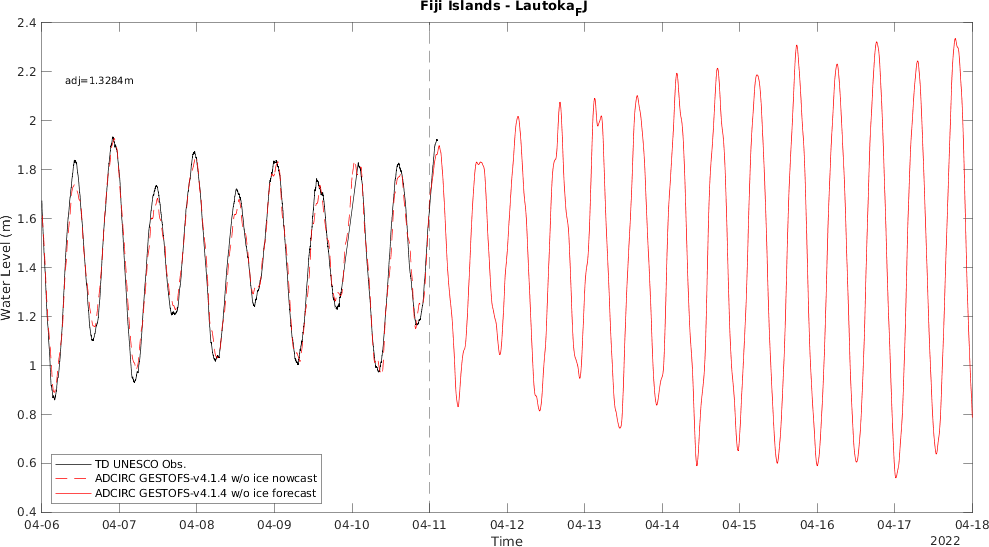 Fiji Islands - Lautoka_FJ
adj=1.3284m
2.4
2.2
2
1.8
1.6
1.4
1.2
1
0.8
0.6
0.4
Water Level (m)
TD UNESCO Obs.
ADCIRC GESTOFS-v4.1.4 w/o ice nowcast
ADCIRC GESTOFS-v4.1.4 w/o ice forecast
04-06 04-07 04-08 04-09 04-10 04-11 04-12 04-13 04-14 04-15 04-16 04-17 04-18
Time
2022